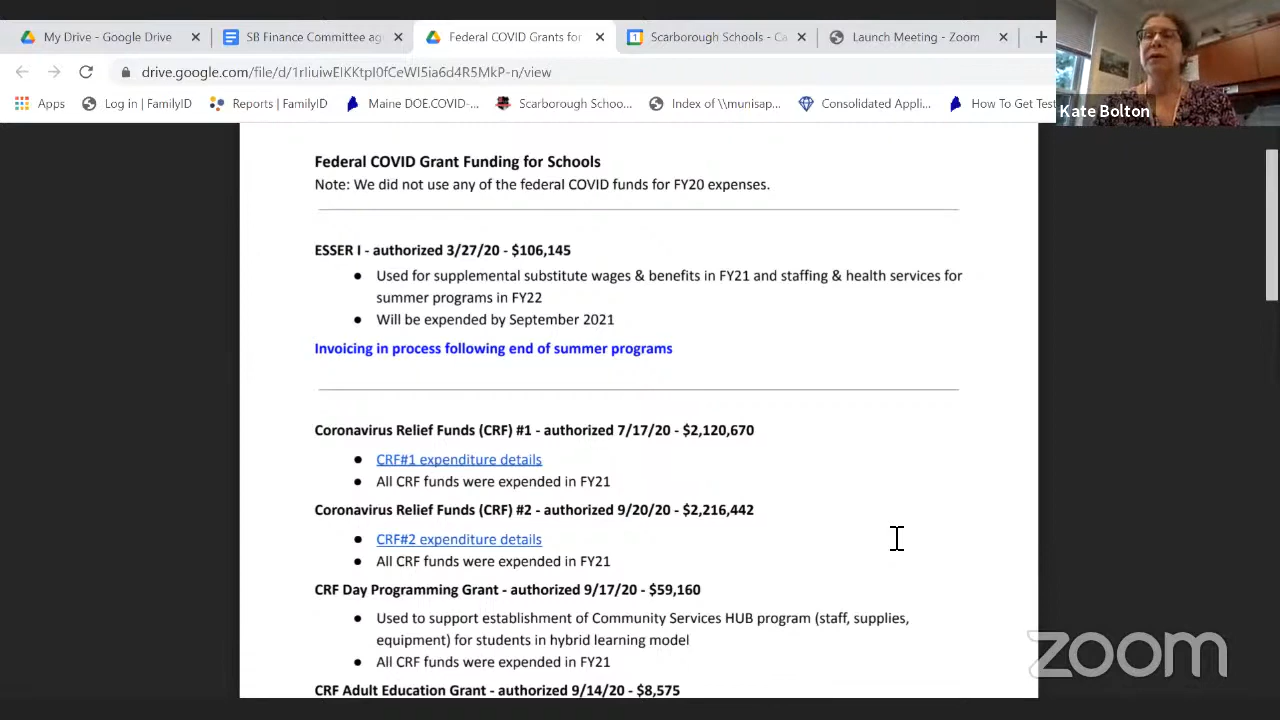 My Drive - Google Drive
SB Finance Committee ag
Federal COVID Grants for
Scarborough Schools - Ca
Launch Meeting - Zoom
Apps
Log in | FamilyID
Reports | FamilyID
Maine DOE.COVID-...
Scarborough Schoo...
Index of \\munisap...
Consolidated Appli...
How To Get Test
Kate Bolton
Federal COVID Grant Funding for Schools
Note: We did not use any of the federal COVID funds for FY20 expenses.
ESSER I - authorized 3/27/20 - $106,145
● Used for supplemental substitute wages & benefits in FY21 and staffing & health services for
summer programs in FY22
● Will be expended by September 2021
Invoicing in process following end of summer programs
Coronavirus Relief Funds (CRF) #1 - authorized 7/17/20 - $2,120,670
● CRF#1 expenditure details
● All CRF funds were expended in FY21
Coronavirus Relief Funds (CRF) #2 - authorized 9/20/20 - $2,216,442
● CRF#2 expenditure details
● All CRF funds were expended in FY21
CRF Day Programming Grant - authorized 9/17/20 - $59,160
● Used to support establishment of Community Services HUB program (staff, supplies,
equipment) for students in hybrid learning model
● All CRF funds were expended in FY21
CRF Adult Education Grant - authorized 9/14/20 - $8,575
zoom